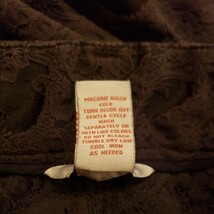 MACHINE WASH
COLD
TURN INSIDE OUT
GENTLE CYCLE
WASH
SEPARATELY OR
WITH LIKE COLORS
DO NOT BLEACH
TUMBLE DRY LOW
COOL IRON
AS NEEDED